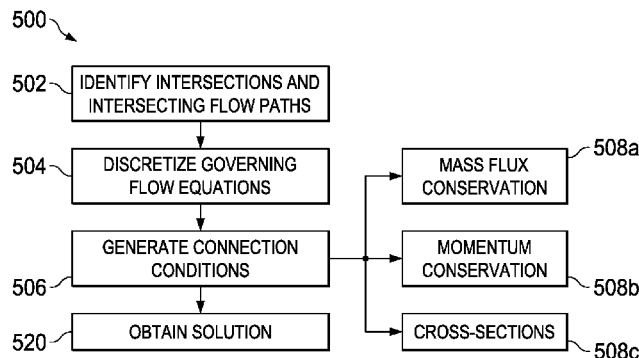 500
502
IDENTIFY INTERSECTIONS AND
INTERSECTING FLOW PATHS
504
DISCRETIZE GOVERNING
FLOW EQUATIONS
506
GENERATE CONNECTION
CONDITIONS
520
OBTAIN SOLUTION
508a
MASS FLUX
CONSERVATION
MOMENTUM
CONSERVATION
508b
CROSS-SECTIONS
508c